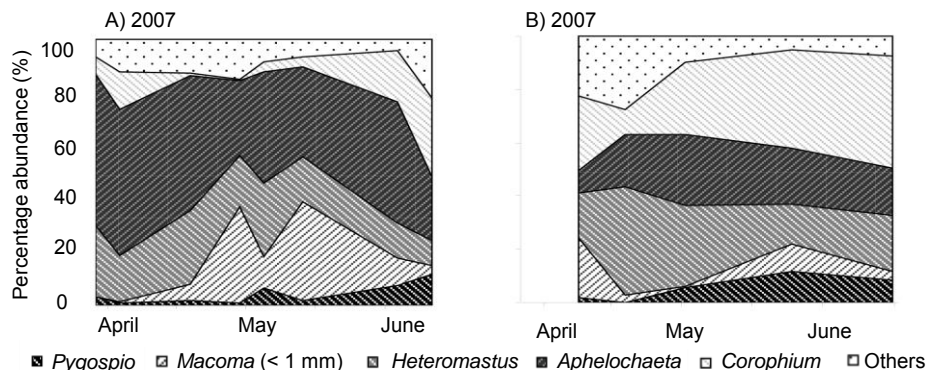 A) 2007
B) 2007
Percentage abundance (%)
100
80
60
40
20
0
April May June
April May June
Pygospio Macoma (< 1 mm) Heteromastus Aphelochaeta Corophium Others